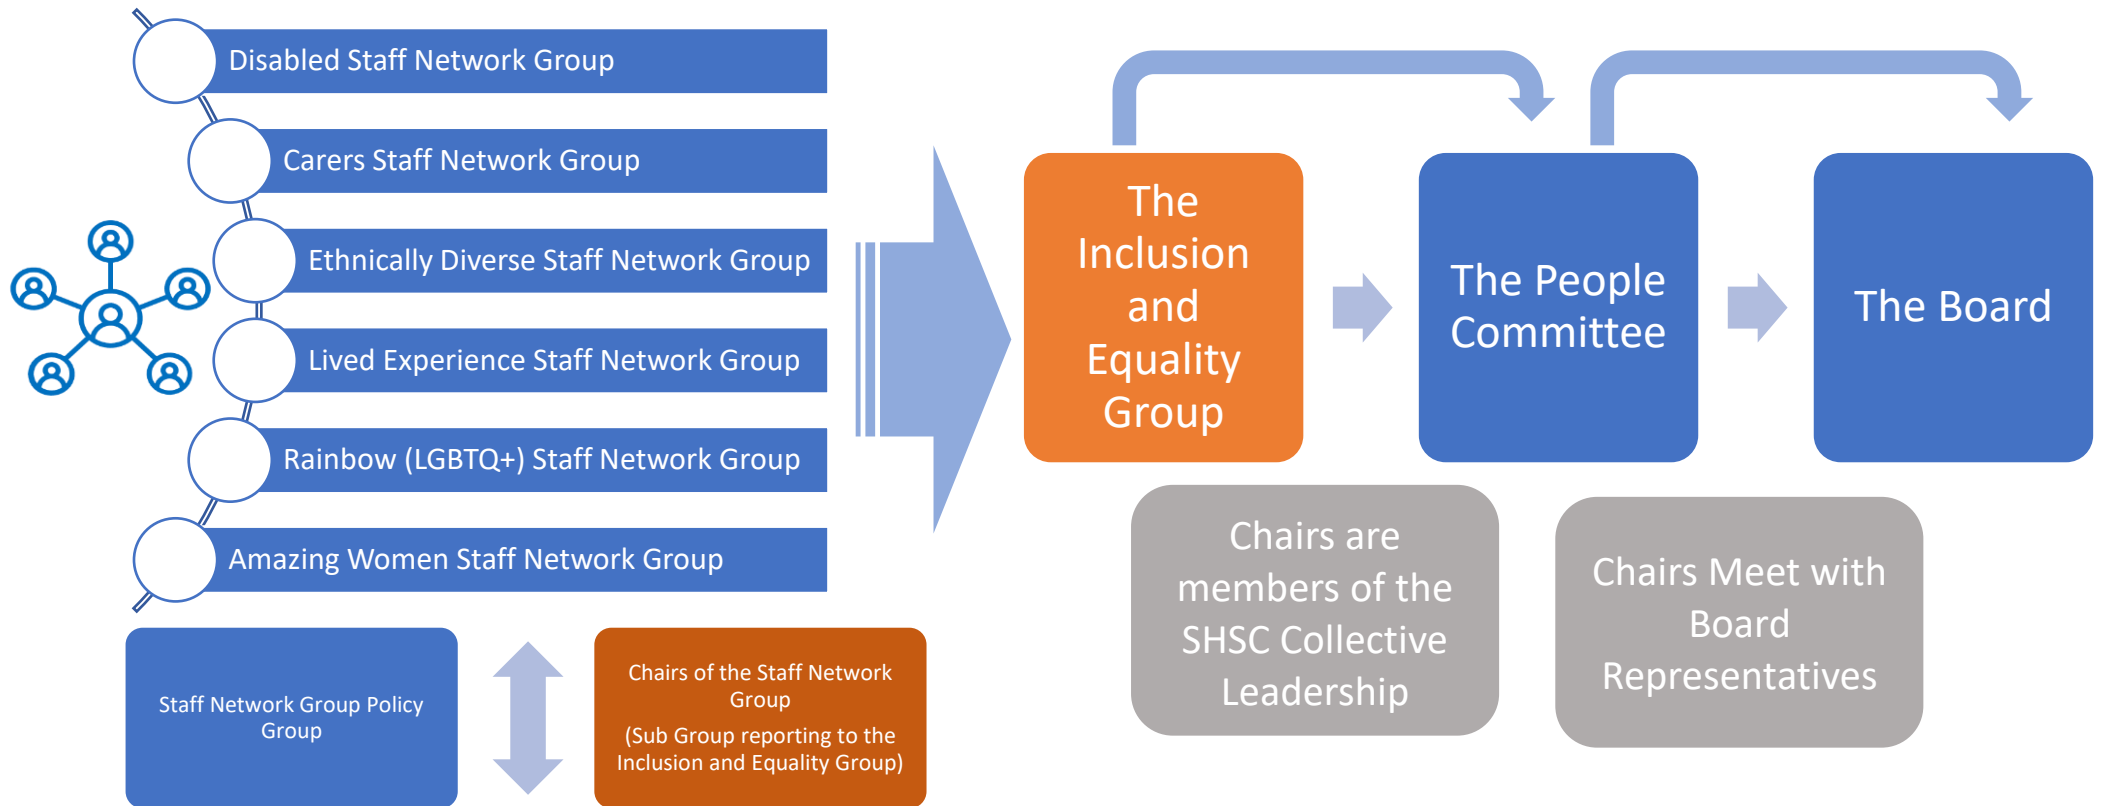 Disabled Staff Network Group
Carers Staff Network Group
Ethnically Diverse Staff Network Group
Lived Experience Staff Network Group
Rainbow (LGBTQ+) Staff Network Group
Amazing Women Staff Network Group
Staff Network Group Policy
Group
Chairs of the Staff Network
Group
(Sub Group reporting to the
Inclusion and Equality Group)
The
Inclusion
and
Equality
Group
The People
Committee
The Board
Chairs are
members of the
SHSC Collective
Leadership
Chairs Meet with
Board
Representatives